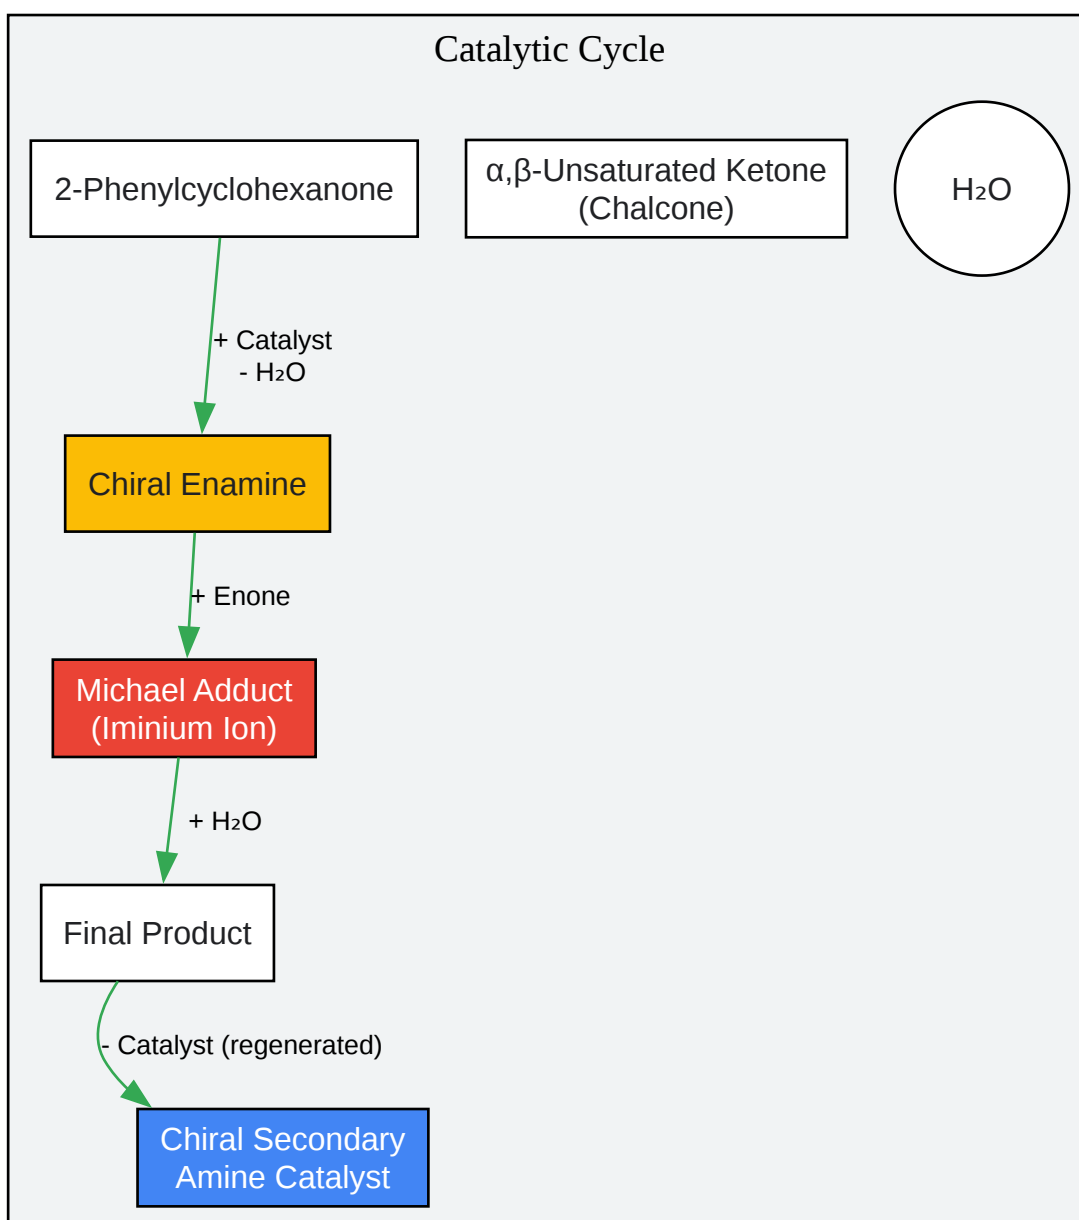 Catalytic Cycle
2-Phenylcyclohexanone
α,β-Unsaturated Ketone
(Chalcone)
H₂O
+ Catalyst
- H₂O
Chiral Enamine
+ Enone
Michael Adduct
(Iminium Ion)
+ H₂O
Final Product
- Catalyst (regenerated)
Chiral Secondary
Amine Catalyst